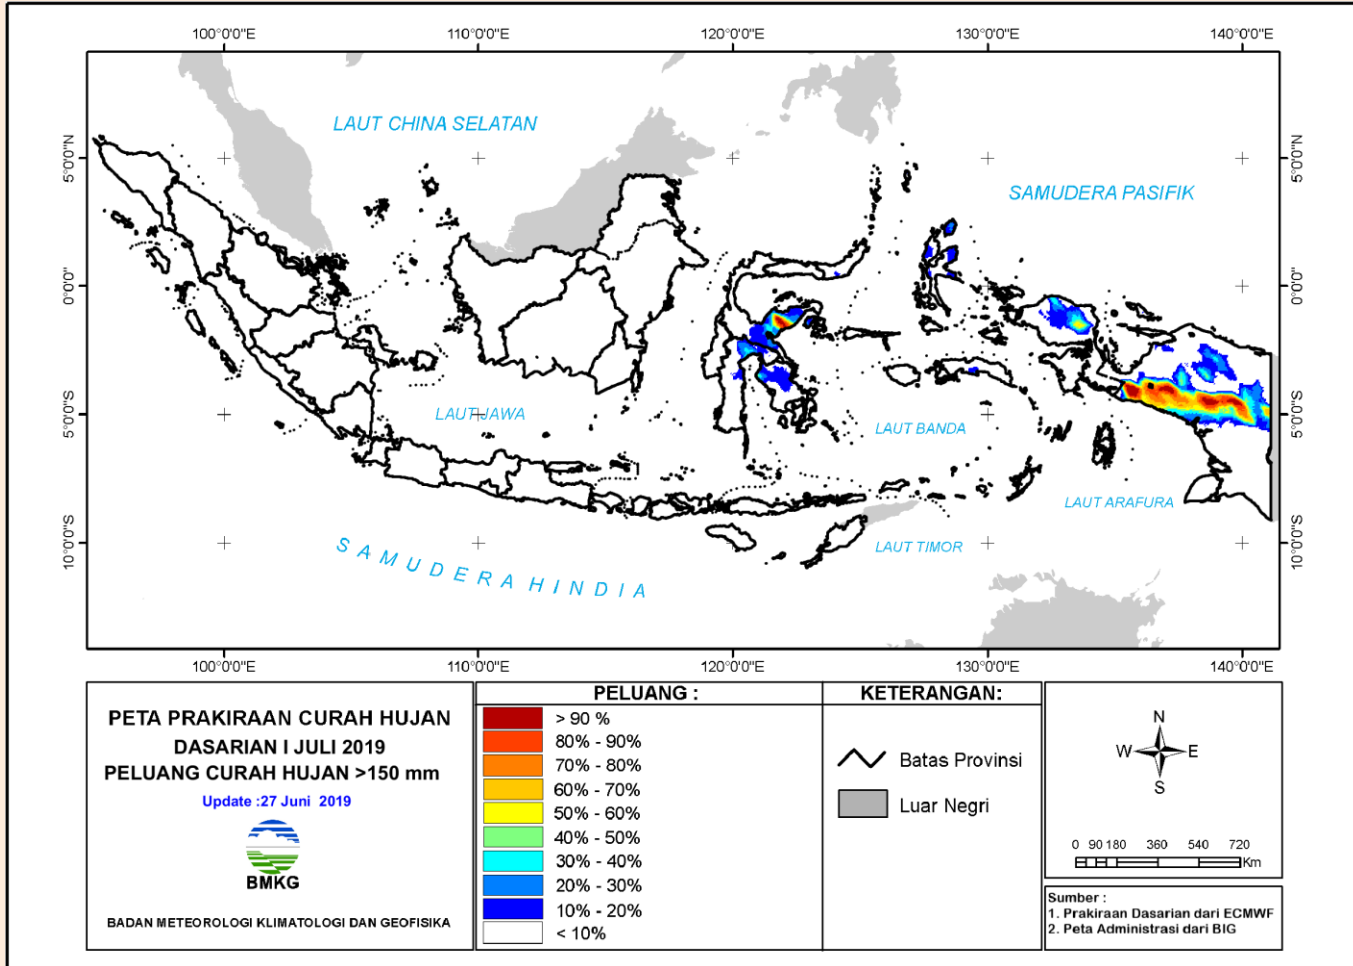 100°0'0"E 110°0'0"E 120°0'0"E 130°0'0"E 140°0'0"E
LAUT CHINA SELATAN
5°0'0"N 5°0'0"N
SAMUDERA PASIFIK
0°0'0" 0°0'0"
LAUT JAWA
5°0'0"S 5°0'0"S
LAUT BANDA
LAUT ARAFURA
10°0'0"S 10°0'0"S
LAUT TIMOR
SAMUDERA HINDIA
100°0'0"E 110°0'0"E 120°0'0"E 130°0'0"E 140°0'0"E
PETA PRAKIRAAN CURAH HUJAN
DASARIAN I JULI 2019
PELUANG CURAH HUJAN >150 mm
Update :27 Juni 2019
BMKG
BADAN METEOROLOGI KLIMATOLOGI DAN GEOFISIKA
PELUANG :
> 90 %
80% - 90%
70% - 80%
60% - 70%
50% - 60%
40% - 50%
30% - 40%
20% - 30%
10% - 20%
< 10%
KETERANGAN:
Batas Provinsi
Luar Negri
N
W E
S
0 90 180 360 540 720
Km
Sumber :
1. Prakiraan Dasarian dari ECMWF
2. Peta Administrasi dari BIG